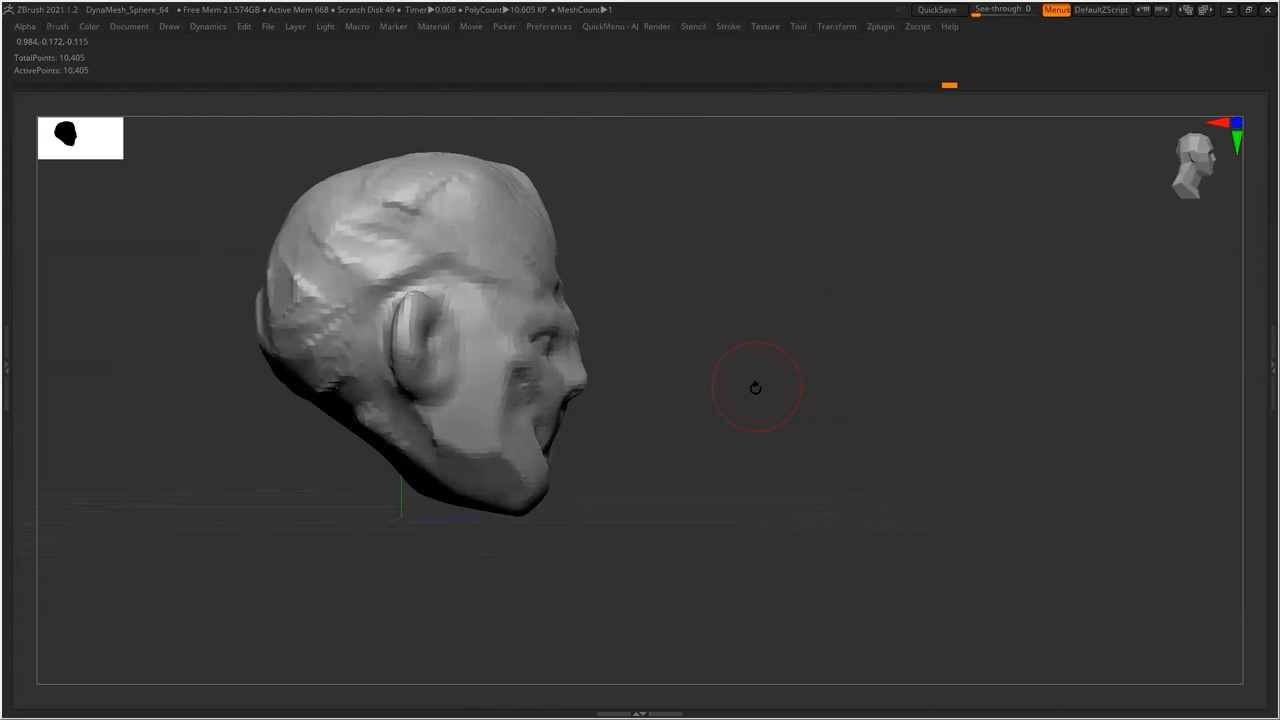 ZBrush 2021.1.2 DynaMesh_Sphere_64 • Free Mem 21.574GB • Active Mem 668 • Scratch Disk 49 • Timer▶0.008 • PolyCount▶10.605 KP • MeshCount▶1 QuickSave See-through 0 Menus DefaultZScript
Alpha Brush Color Document Draw Dynamics Edit File Layer Light Macro Marker Material Movie Picker Preferences QuickMenu - AJ Render Stencil Stroke Texture Tool Transform Zplugin Zscript Help
0.984,-0.172,-0.115
TotalPoints: 10,405
ActivePoints: 10,405